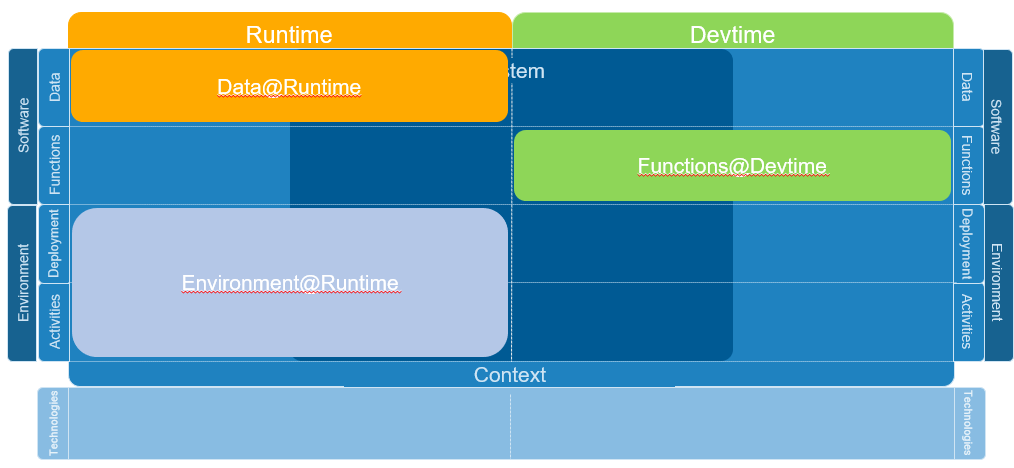 Runtime
Devtime
stem
Data@Runtime
Functions@Devtime
Environment@Runtime
Context
Software
Environment
Data
Functions
Deployment
Activities
Technologies
Data
Functions
Deployment
Activities
Technologies
Software
Environment